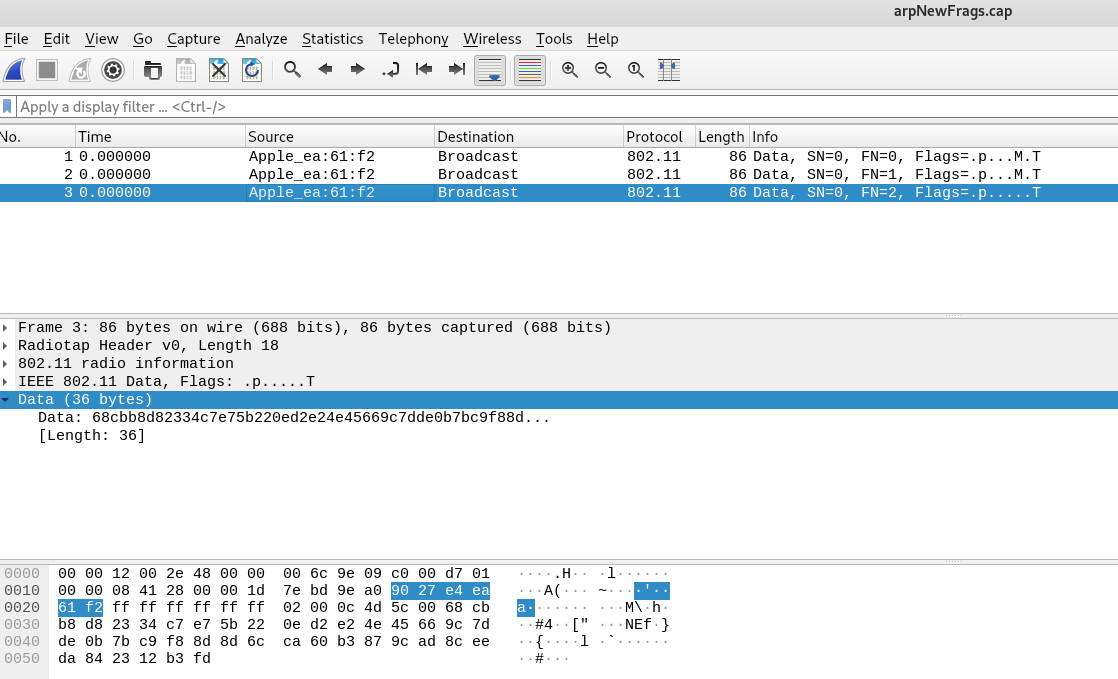 arpNewFrags.cap
File Edit View Go Capture Analyze Statistics Telephony Wireless Tools Help
Apply a display filter ... <Ctrl-/>
No. Time Source Destination Protocol Length Info
1 0.000000 Apple_ea:61:f2 Broadcast 802.11 86 Data, SN=0, FN=0, Flags=.p...M.T
2 0.000000 Apple_ea:61:f2 Broadcast 802.11 86 Data, SN=0, FN=1, Flags=.p...M.T
3 0.000000 Apple_ea:61:f2 Broadcast 802.11 86 Data, SN=0, FN=2, Flags=.p.....T
Frame 3: 86 bytes on wire (688 bits), 86 bytes captured (688 bits)
Radiotap Header v0, Length 18
802.11 radio information
IEEE 802.11 Data, Flags: .p.....T
Data (36 bytes)
Data: 68cbb8d82334c7e75b220ed2e24e45669c7dde0b7bc9f88d...
[Length: 36]
0000 00 00 12 00 2e 48 00 00 00 6c 9e 09 c0 00 d7 01 ····.H·· ·l······
0010 00 00 08 41 28 00 00 1d 7e bd 9e a0 90 27 e4 ea ···A(··· ~····'··
0020 61 f2 ff ff ff ff ff ff 02 00 0c 4d 5c 00 68 cb a······· ···M\·h·
0030 b8 d8 23 34 c7 e7 5b 22 0e d2 e2 4e 45 66 9c 7d ··#4··[" ···NEf·}
0040 de 0b 7b c9 f8 8d 8d 6c ca 60 b3 87 9c ad 8c ee ··{····l ·`······
0050 da 84 23 12 b3 fd ··#···